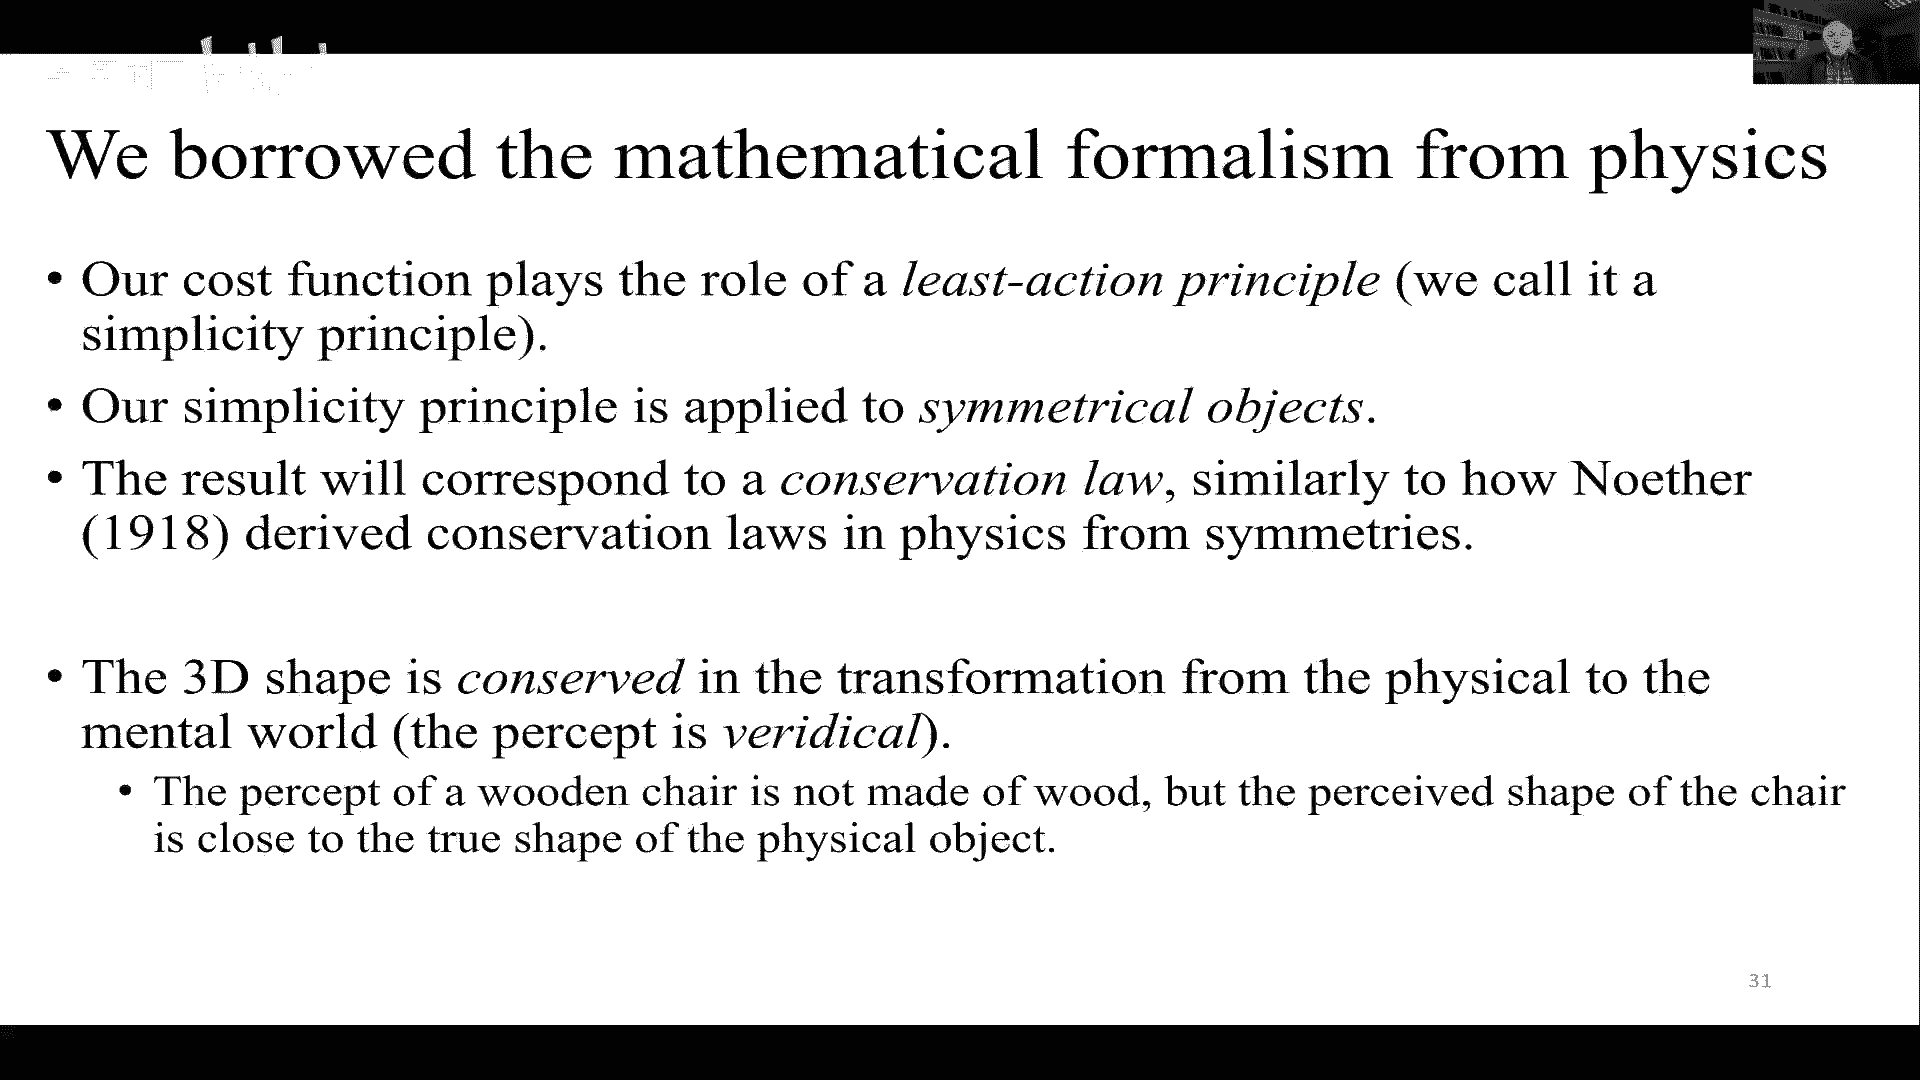 We borrowed the mathematical formalism from physics
• Our cost function plays the role of a least-action principle (we call it a
simplicity principle).
• Our simplicity principle is applied to symmetrical objects.
• The result will correspond to a conservation law, similarly to how Noether
(1918) derived conservation laws in physics from symmetries.
• The 3D shape is conserved in the transformation from the physical to the
mental world (the percept is veridical).
• The percept of a wooden chair is not made of wood, but the perceived shape of the chair
is close to the true shape of the physical object.
31